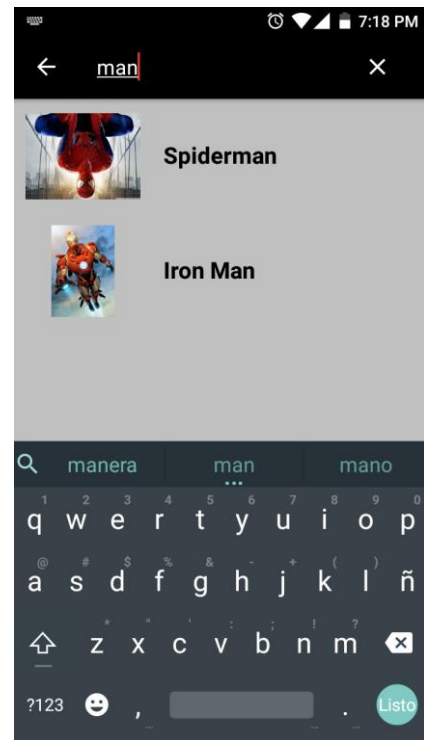 7:18 PM
man
Spiderman
Iron Man
manera man mano
1 2 3 4 5 6 7 8 9 0
q w e r t y u i o p
@ # $ % & - + ( )
a s d f g h j k l ñ
* " ' : ; ! ?
z x c v b n m
?123 , . Listo